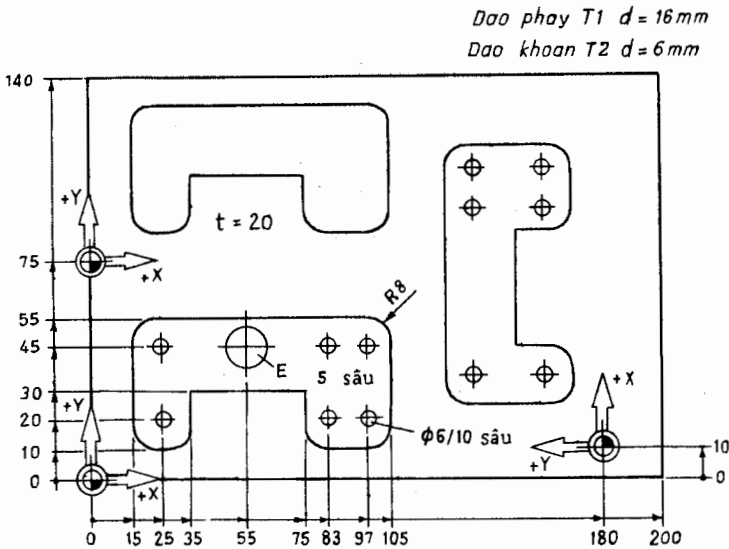 Dao phay T1 d = 16mm
Dao khoan T2 d = 6mm
140
+Y
t = 20
75
+X
55
R8
45
E
5 sâu
30
+X
+Y
20
φ6/10 sâu
10
+Y
10
0
+X
0
0 15 25 35 55 75 83 97 105 180 200